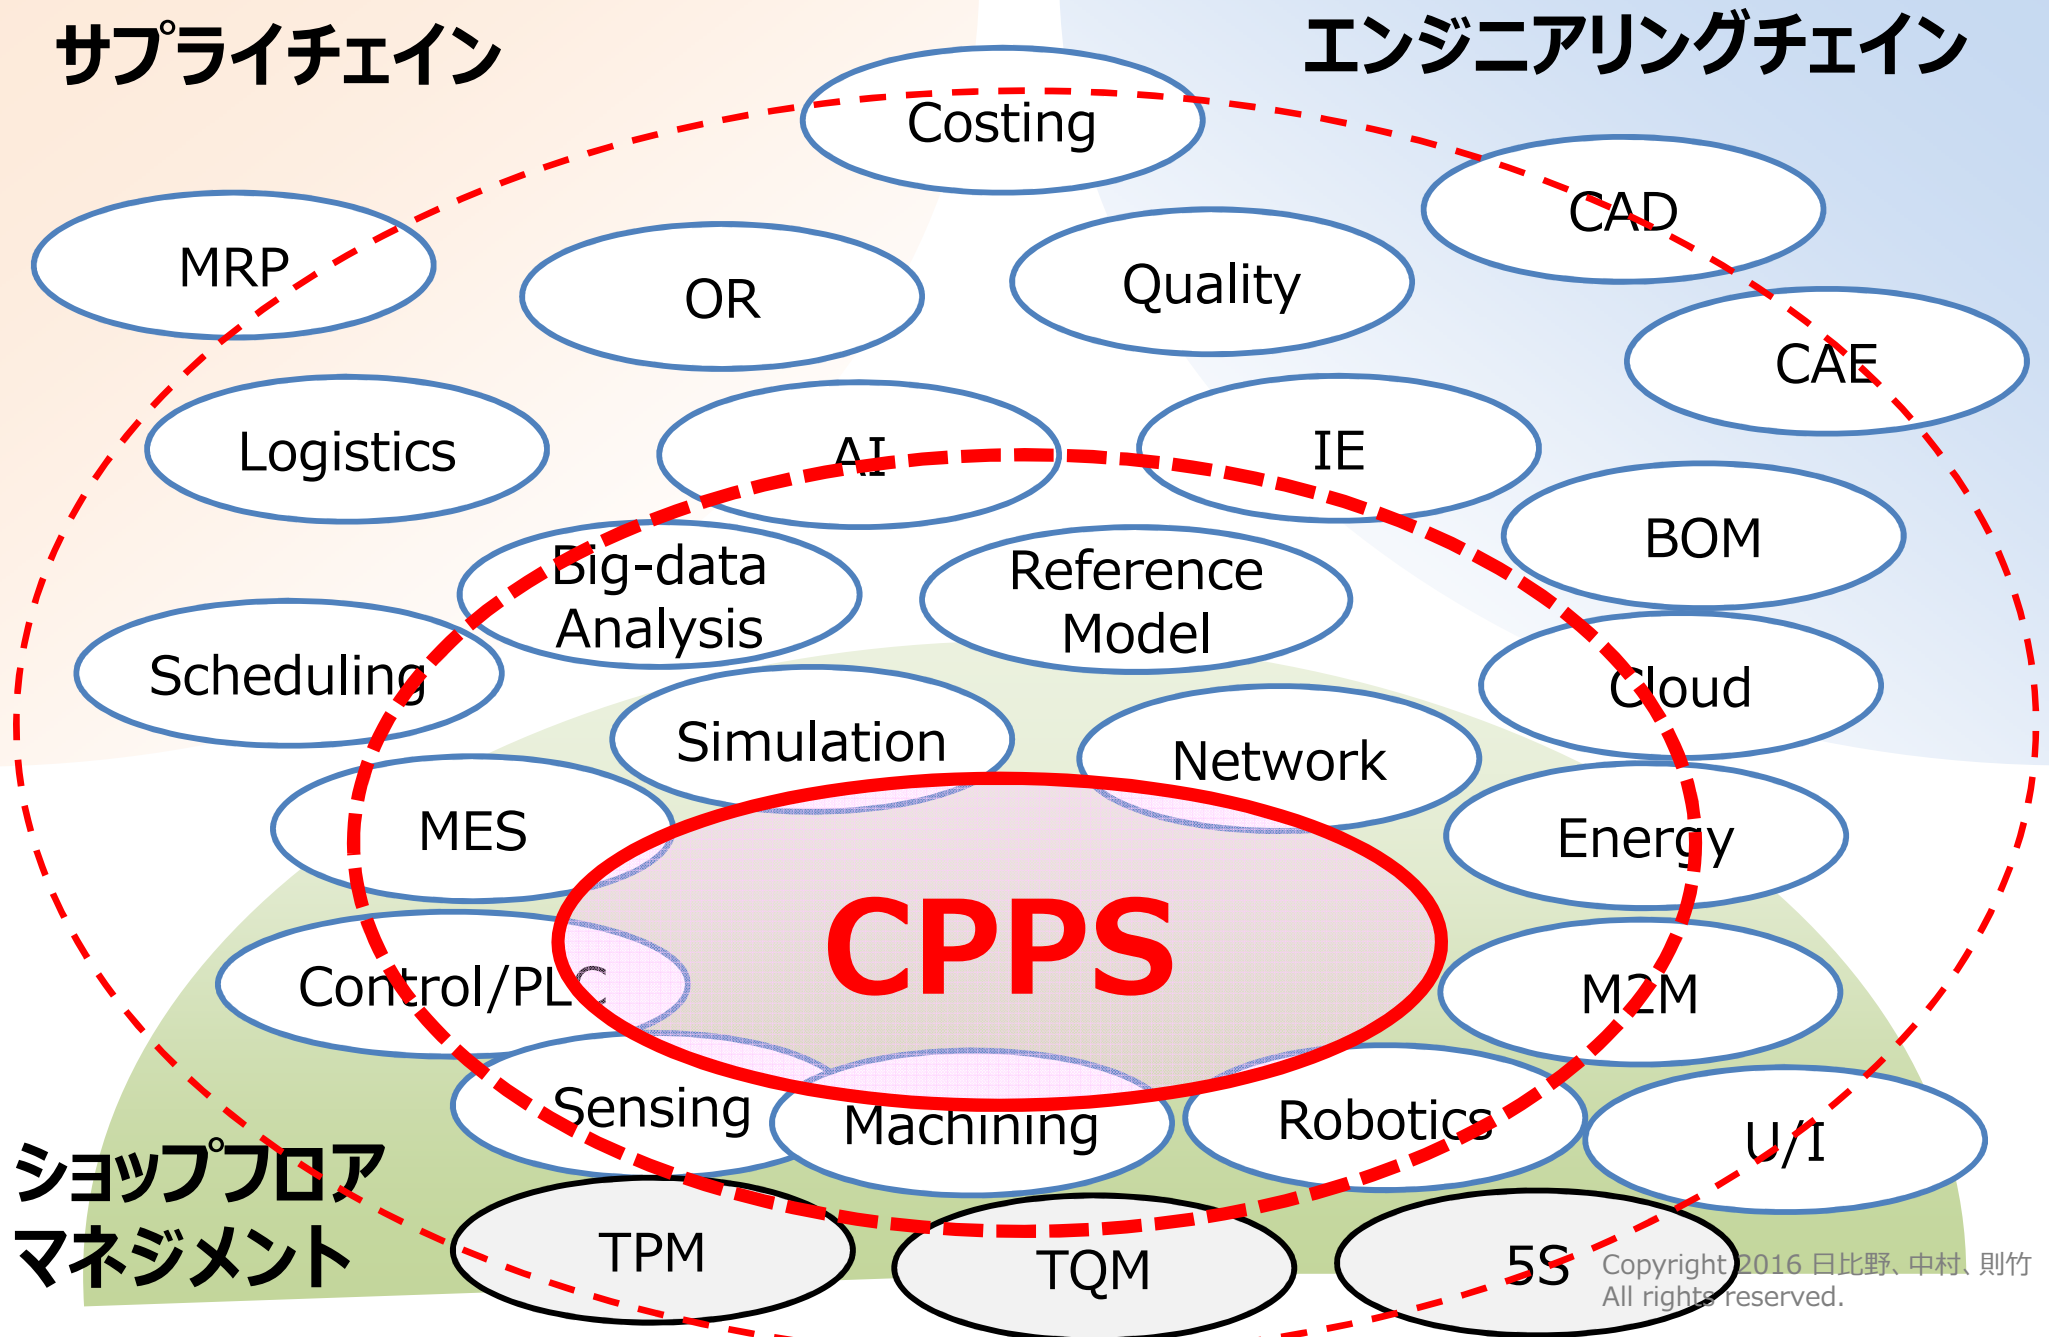 サプライチェイン
エンジニアリングチェイン
Costing
CAD
MRP
OR
Quality
CAE
Logistics
AI
IE
BOM
Big-data
Analysis
Reference
Model
Scheduling
Cloud
Simulation
Network
MES
Energy
CPPS
Control/PLC
M2M
Sensing
Machining
Robotics
U/I
ショップフロア
マネジメント
TPM
TQM
5S
Copyright 2016 日比野、中村、則竹
All rights reserved.